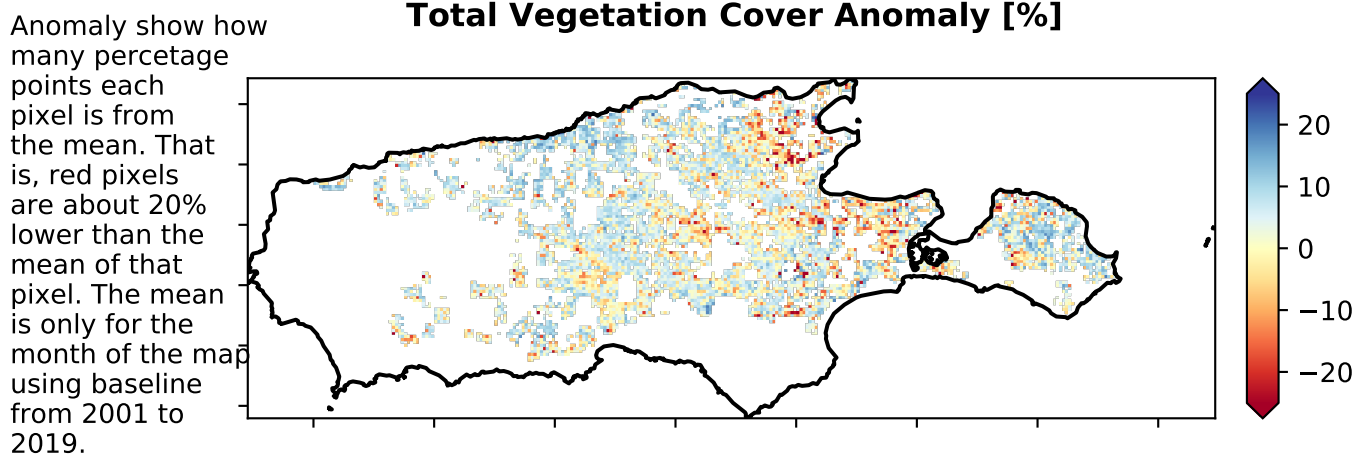 Total Vegetation Cover Anomaly [%]
Anomaly show how
many percetage
points each
pixel is from
the mean. That
is, red pixels
are about 20%
lower than the
mean of that
pixel. The mean
is only for the
month of the map
using baseline
from 2001 to
2019.
20
10
0
−10
−20